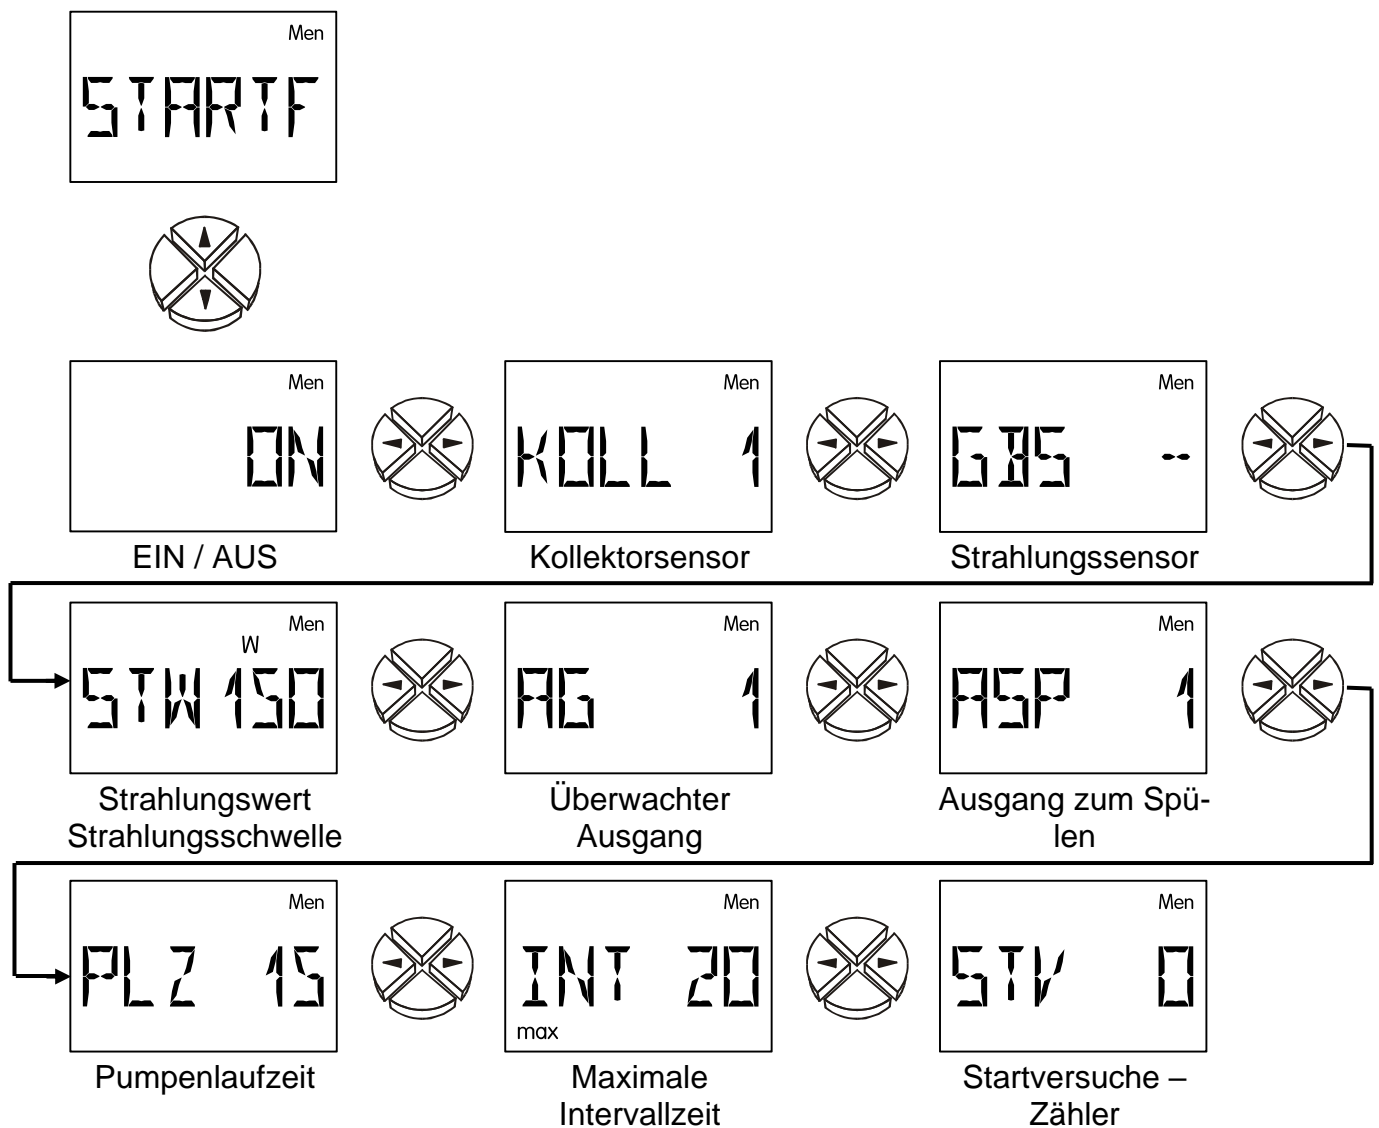 Men
STARTF
Men
ON
Men
KOLL 1
Men
GBS --
EIN / AUS
Kollektorsensor
Strahlungssensor
Men
W
STW 150
Men
AG 1
Men
ASP 1
Strahlungswert
Strahlungsschwelle
Überwachter
Ausgang
Ausgang zum Spü-
len
Men
PLZ 15
Men
INT 20
max
Men
STV 0
Pumpenlaufzeit
Maximale
Intervallzeit
Startversuche –
Zähler